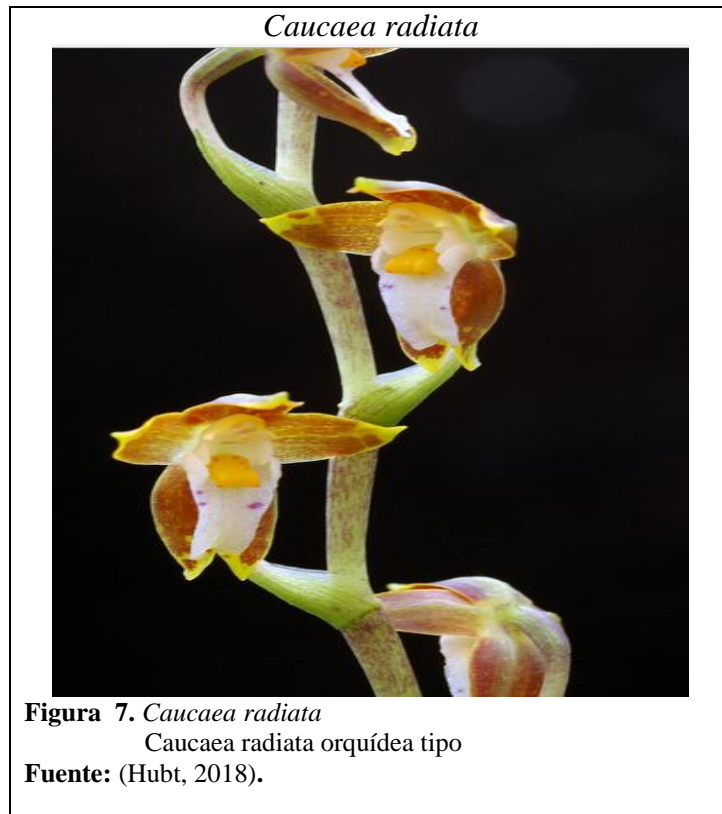 Caucaea radiata
Figura 7. Caucaea radiata
Caucaea radiata orquídea tipo
Fuente: (Hubt, 2018).